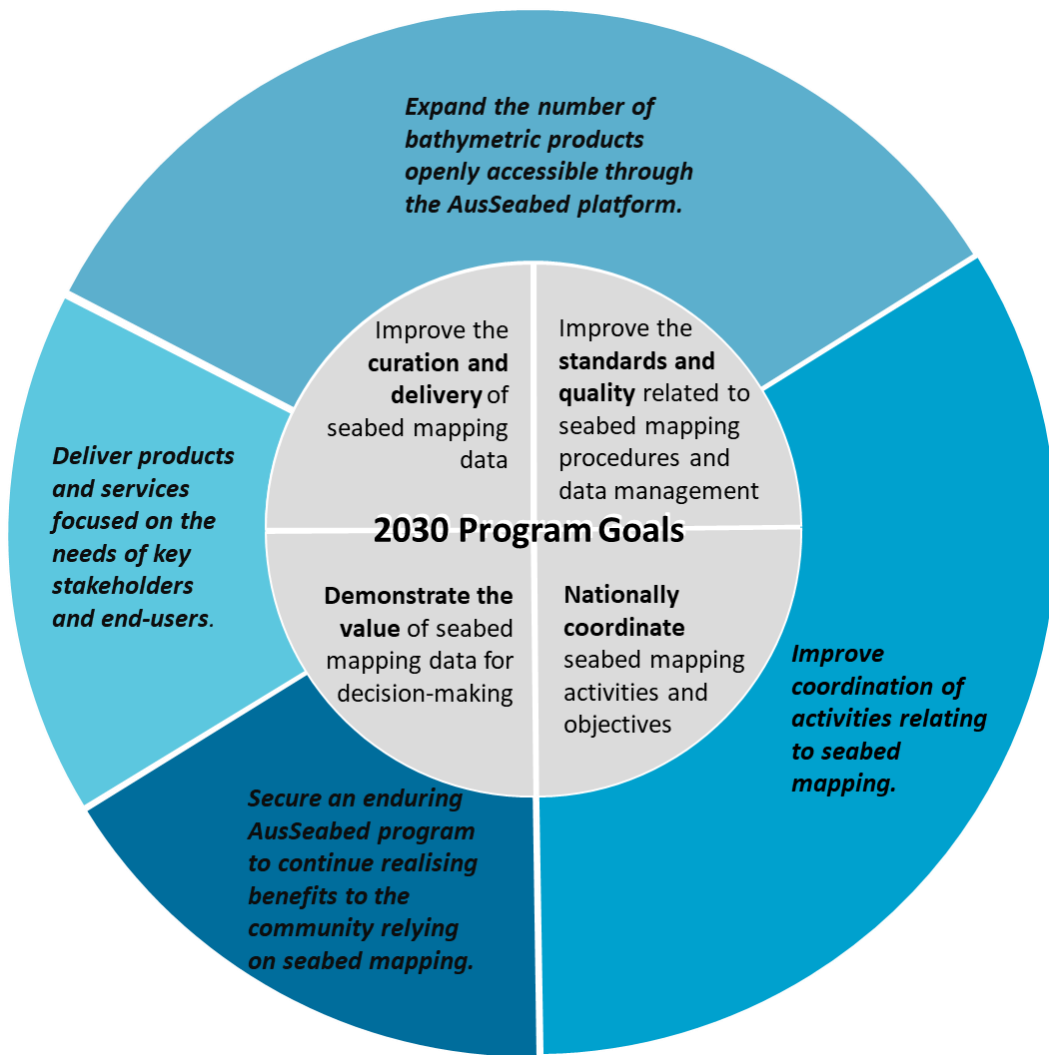 Expand the number of
bathymetric products
openly accessible through
the AusSeabed platform.
Improve the
curation and
delivery of
seabed mapping
data
Improve the
standards and
quality related to
seabed mapping
procedures and
data management
Deliver products
and services
focused on the
needs of key
stakeholders
and end-users.
2030 Program Goals
Demonstrate the
value of seabed
mapping data for
decision-making
Nationally
coordinate
seabed mapping
activities and
objectives
Improve
coordination of
activities relating
to seabed
mapping.
Secure an enduring
AusSeabed program
to continue realising
benefits to the
community relying
on seabed mapping.